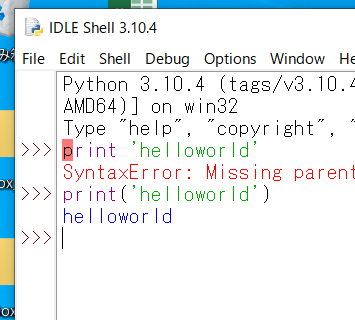 IDLE Shell 3.10.4
File Edit Shell Debug Options Window
Python 3.10.4 (tags/v3.10.4
AMD64)] on win32
Type "help", "copyright", "
>>> print 'helloworld'
SyntaxError: Missing parent
>>> print('helloworld')
helloworld
>>>